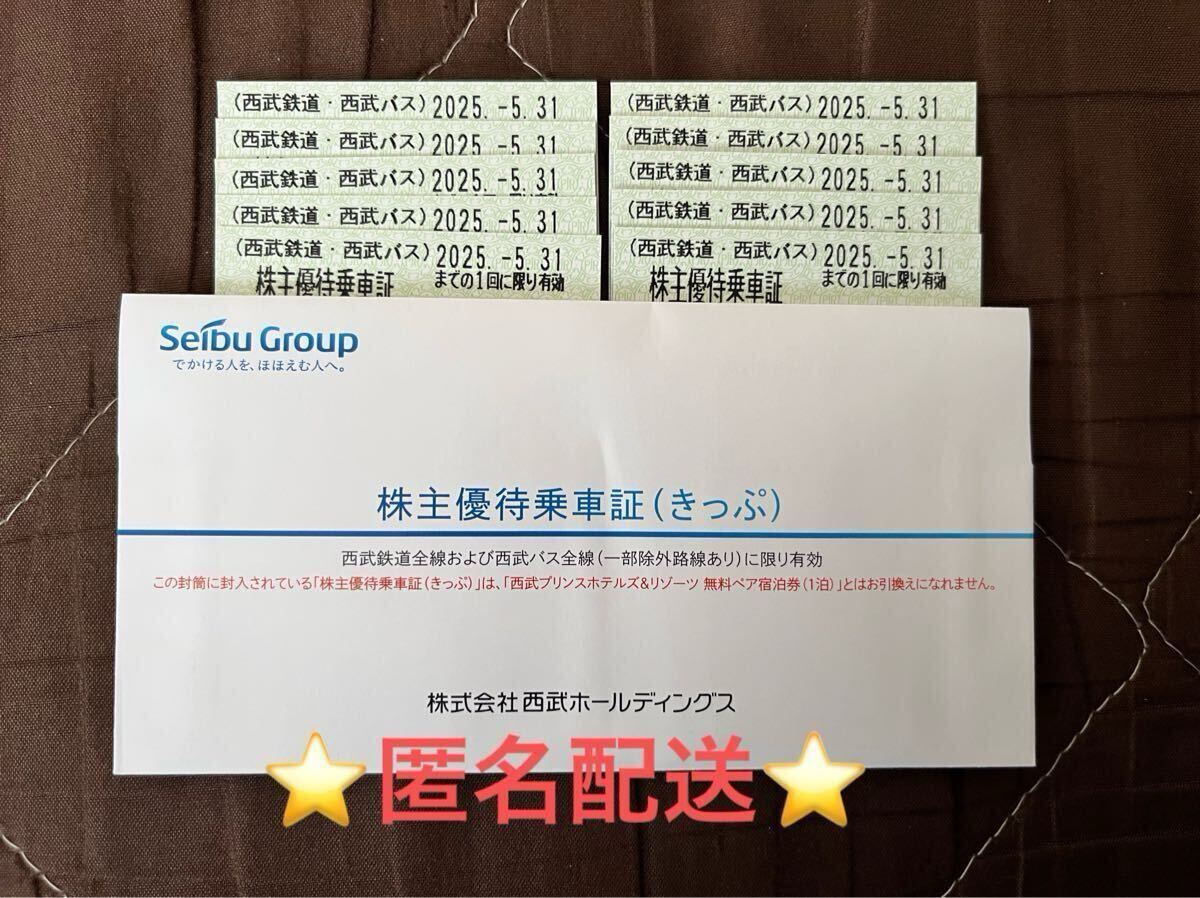 (西武鉄道・西武バス) 2025. -5. 31
(西武鉄道・西武バス) 2025. -5. 31
(西武鉄道・西武バス) 2025. -5. 31
(西武鉄道・西武バス) 2025. -5. 31
(西武鉄道・西武バス) 2025. -5. 31
株主優待乗車証 までの1回に限り有効
(西武鉄道・西武バス) 2025. -5. 31
(西武鉄道・西武バス) 2025. -5. 31
(西武鉄道・西武バス) 2025. -5. 31
(西武鉄道・西武バス) 2025. -5. 31
(西武鉄道・西武バス) 2025. -5. 31
株主優待乗車証 までの1回に限り有効
Seibu Group
でかける人を、ほほえむ人へ。
株主優待乗車証(きっぷ)
西武鉄道全線および西武バス全線(一部除外路線あり)に限り有効
この封筒に封入されている「株主優待乗車証(きっぷ)」は、「西武プリンスホテルズ&リゾーツ 無料ペア宿泊券(1泊)」とはお引換えになれません。
株式会社 西武ホールディングス
⭐匿名配送⭐